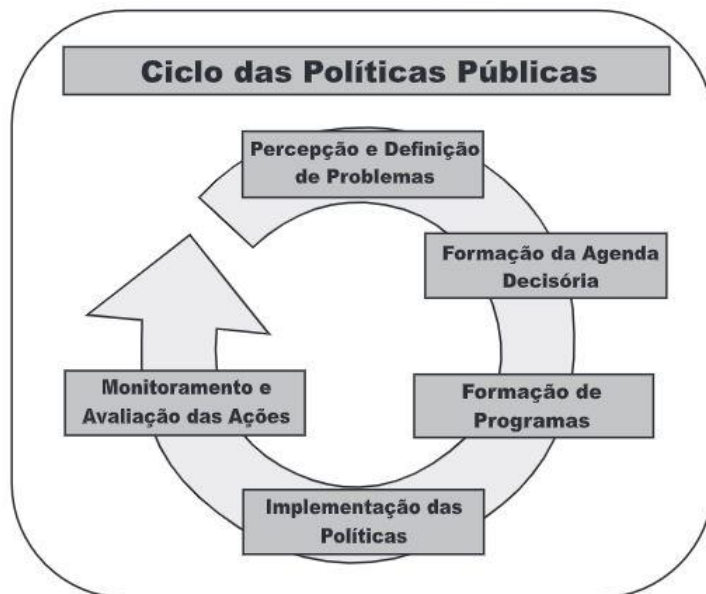 Ciclo das Políticas Públicas
Percepção e Definição
de Problemas
Formação da Agenda
Decisória
Formação de
Programas
Implementação das
Políticas
Monitoramento e
Avaliação das Ações